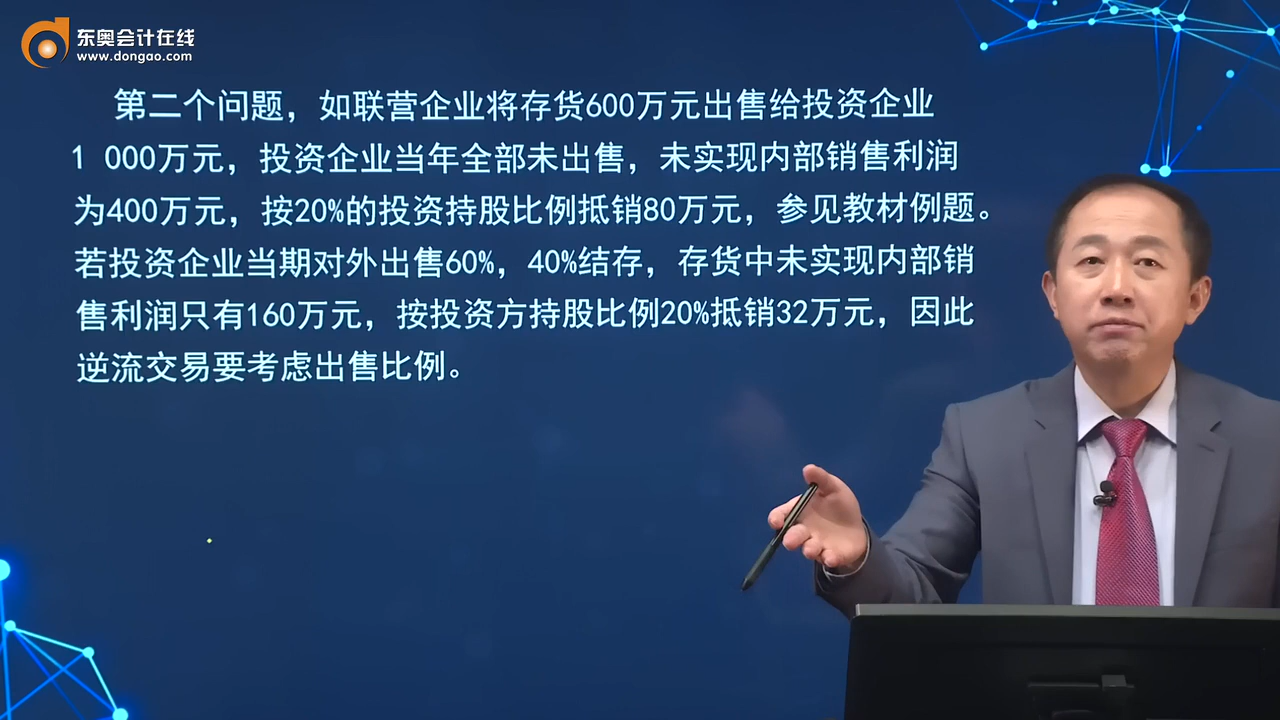 东奥会计在线
www.dongao.com
第二个问题，如联营企业将存货600万元出售给投资企业
1 000万元，投资企业当年全部未出售，未实现内部销售利润
为400万元，按20%的投资持股比例抵销80万元，参见教材例题。
若投资企业当期对外出售60%，40%结存，存货中未实现内部销
售利润只有160万元，按投资方持股比例20%抵销32万元，因此
逆流交易要考虑出售比例。